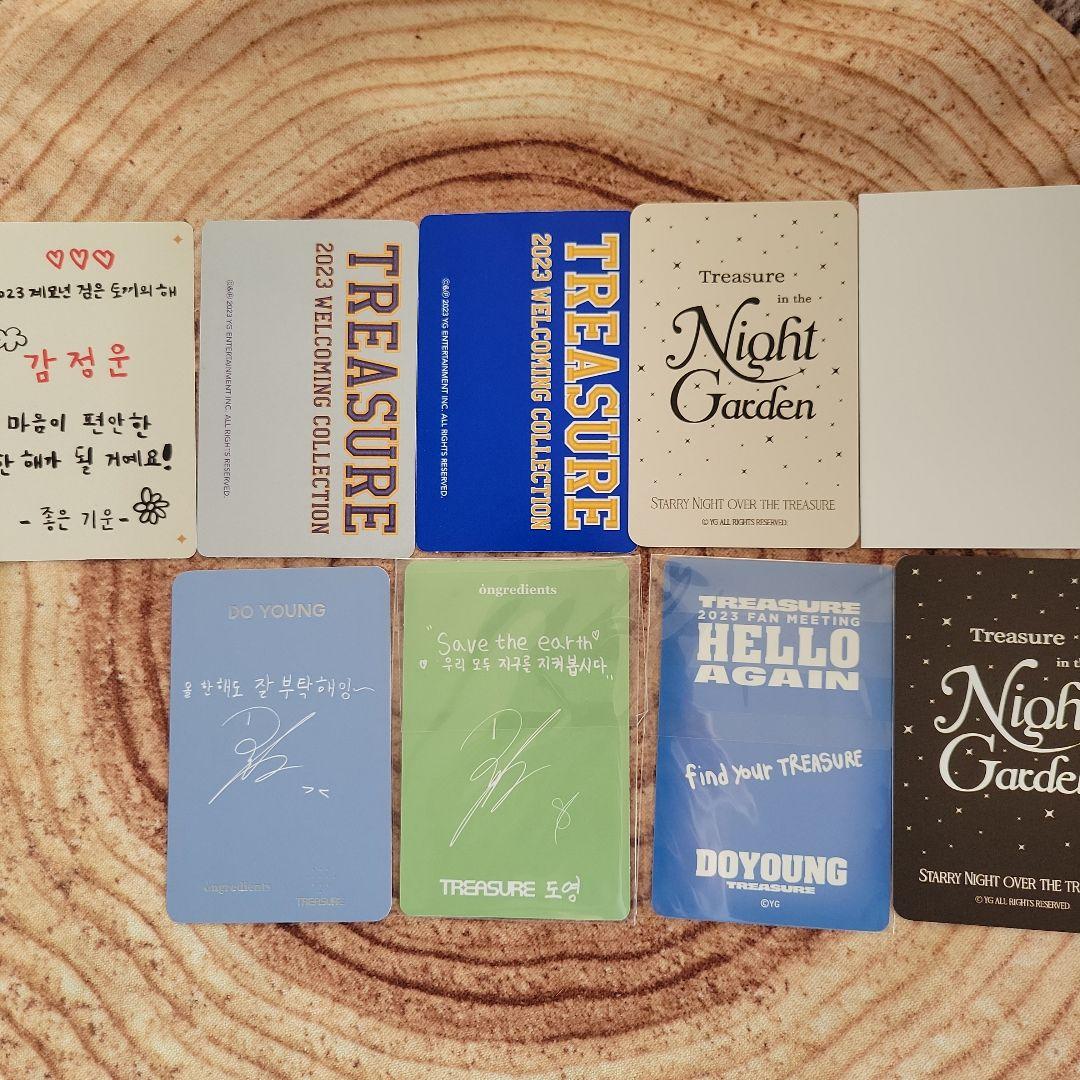 ♡♡♡
2023 계묘년 검은 토끼의 해
감정운
마음이 편안한
한 해가 될 거예요!
- 좋은 기운 -
TREASURE
2023 WELCOMING COLLECTION
©&℗ 2023 YG ENTERTAINMENT INC. ALL RIGHTS RESERVED.
TREASURE
2023 WELCOMING COLLECTION
©&℗ 2023 YG ENTERTAINMENT INC. ALL RIGHTS RESERVED.
Treasure
in the
Night
Garden
STARRY NIGHT OVER THE TREASURE
© YG ALL RIGHTS RESERVED.
DO YOUNG
올 한해도 잘 부탁해잉~
><
ongredients
TREASURE
ongredients
"Save the earth"
우리 모두 지구를 지켜봅시다..
TREASURE 도영
TREASURE
2023 FAN MEETING
HELLO
AGAIN
find your TREASURE
DOYOUNG
TREASURE
©YG
Treasure
in the
Nigh
Garde
STARRY NIGHT OVER THE TR
© YG ALL RIGHTS RESERVED.